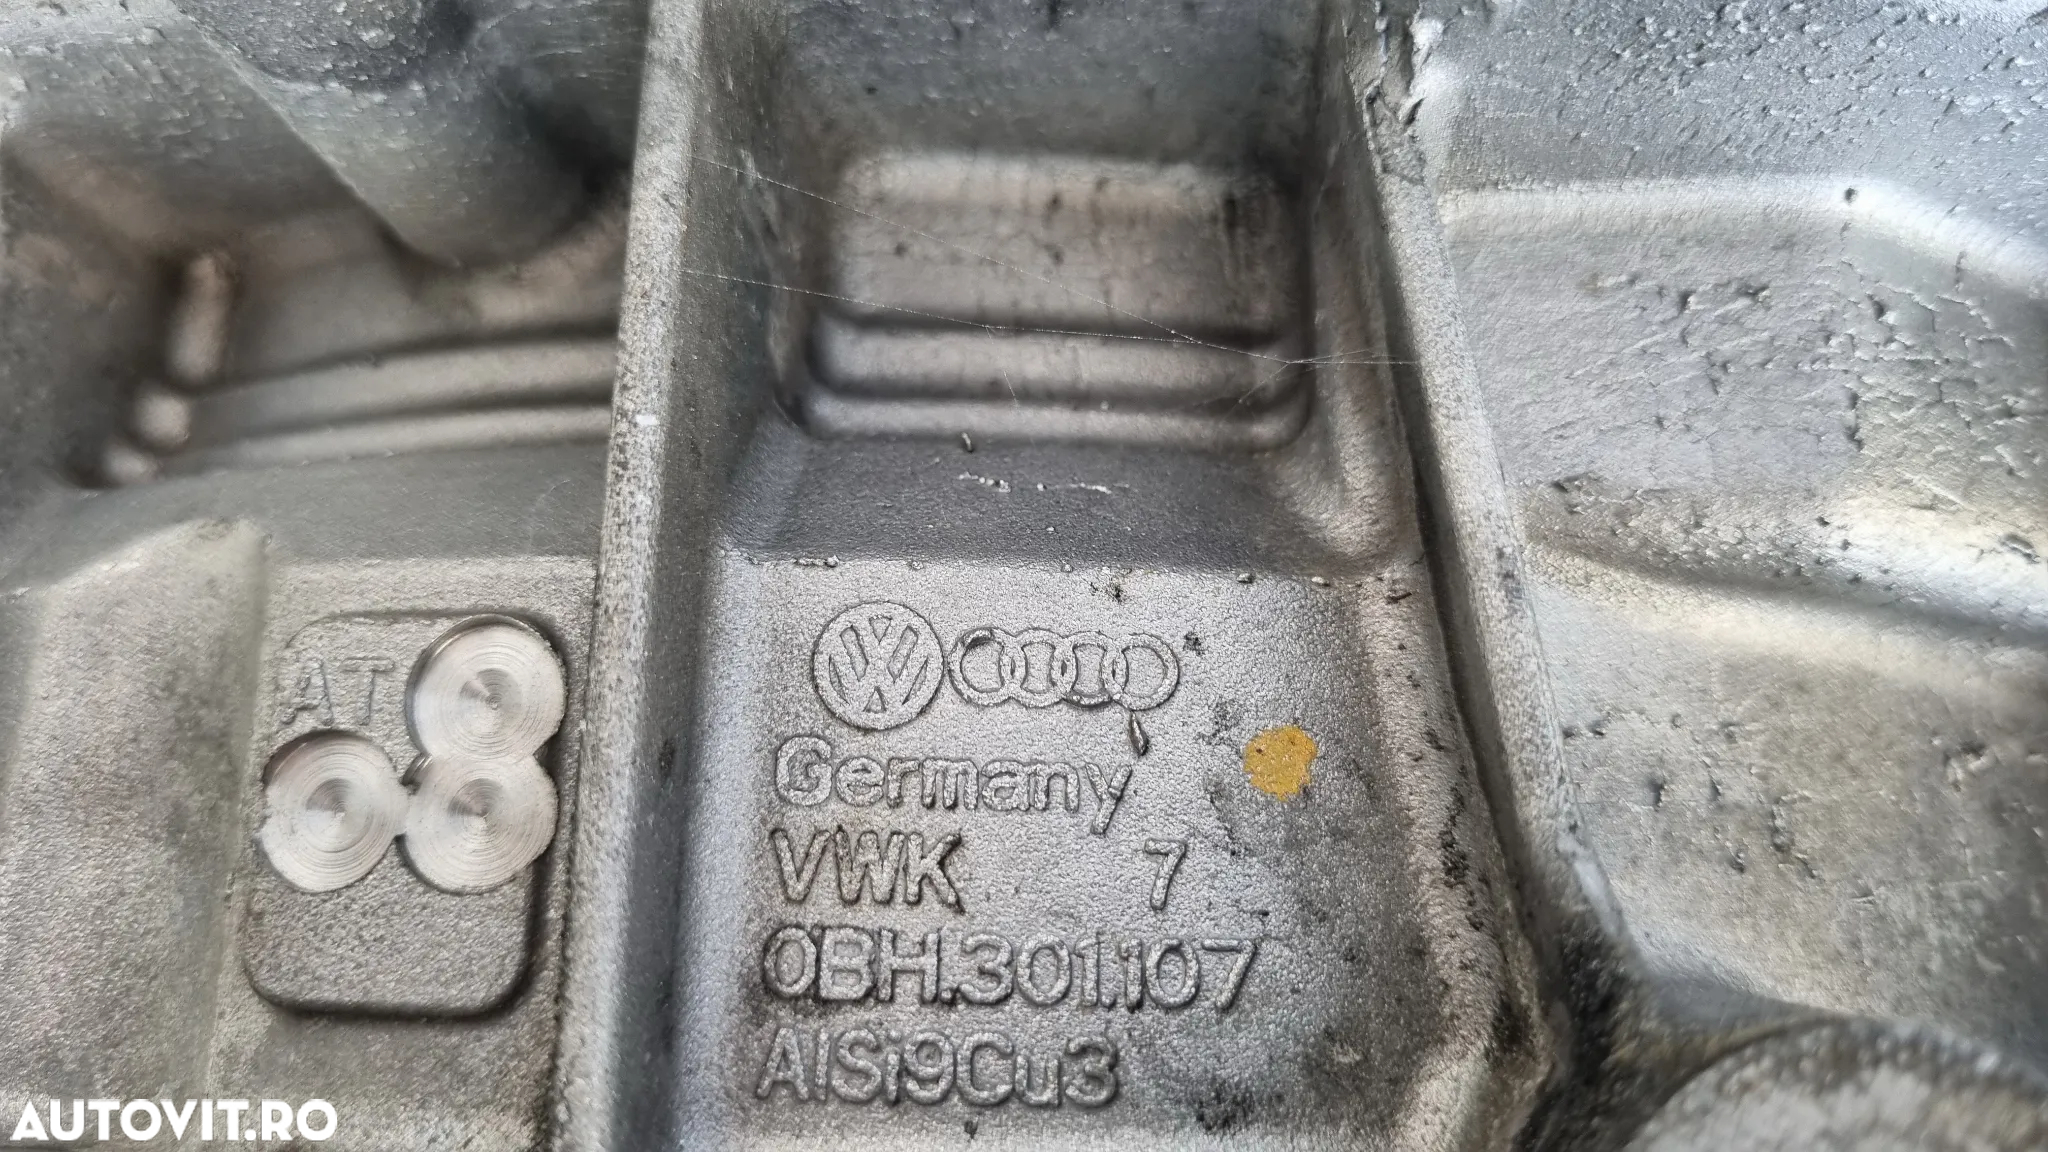 AT
Germany
VWK 7
0BH.301.107
AlSi9Cu3
AUTOVIT.RO